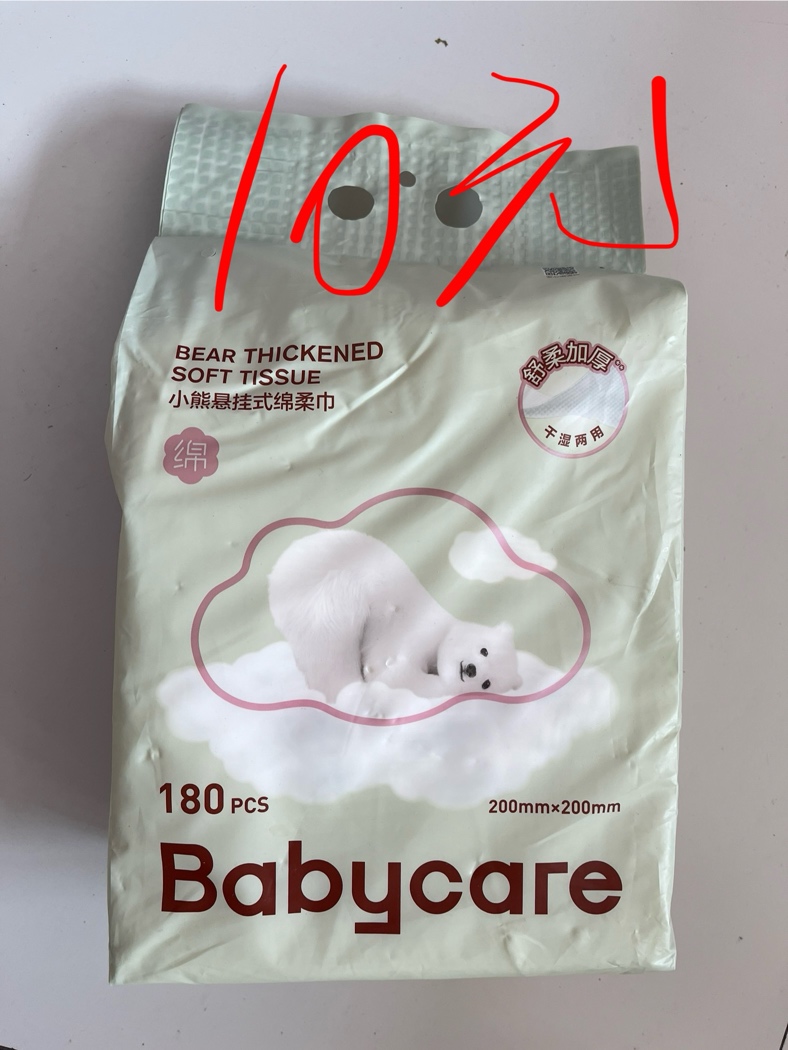 10元
BEAR THICKENED
SOFT TISSUE
小熊悬挂式绵柔巾
绵
舒柔加厚
干湿两用
180 PCS
200mm×200mm
Babycare